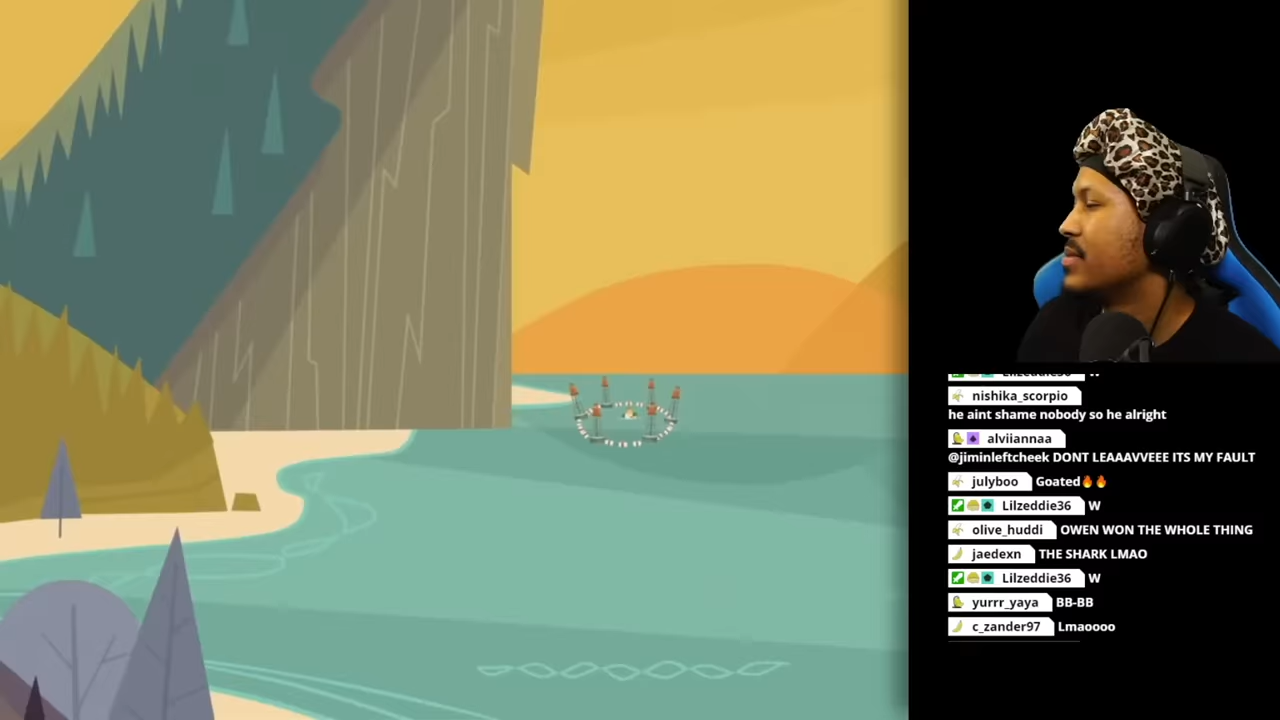 Lilzeddie36 W
nishika_scorpio
he aint shame nobody so he alright
alviiannaa
@jiminleftcheek DONT LEAAAVVEEE ITS MY FAULT
julyboo Goated🔥🔥
Lilzeddie36 W
olive_huddi OWEN WON THE WHOLE THING
jaedexn THE SHARK LMAO
Lilzeddie36 W
yurrr_yaya BB-BB
c_zander97 Lmaoooo